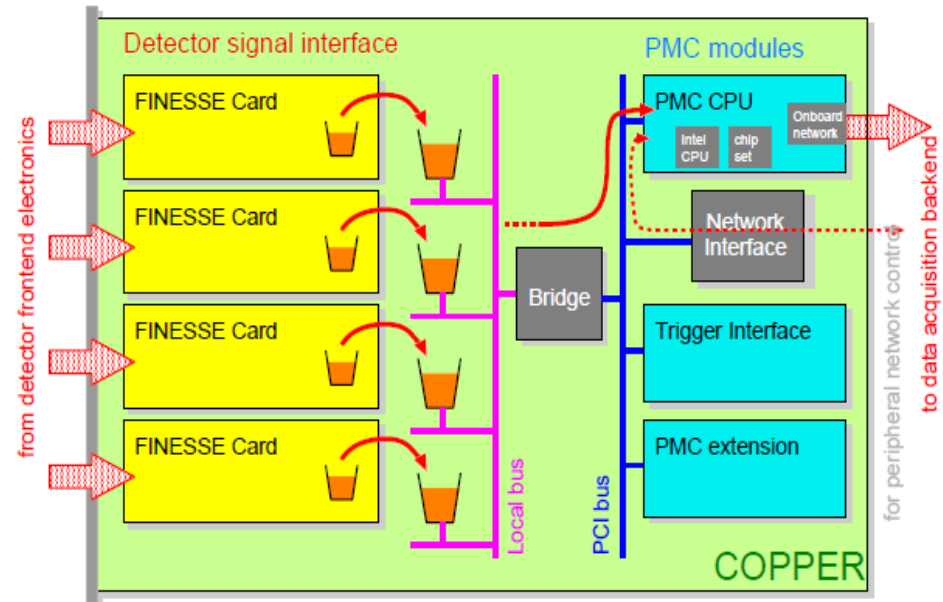 Detector signal interface
PMC modules
FINESSE Card
FINESSE Card
FINESSE Card
FINESSE Card
PMC CPU
Intel
CPU
chip
set
Onboard
network
Network
Interface
Bridge
Trigger Interface
PMC extension
Local bus
PCI bus
COPPER
from detector frontend electronics
for peripheral network control
to data acquisition backend